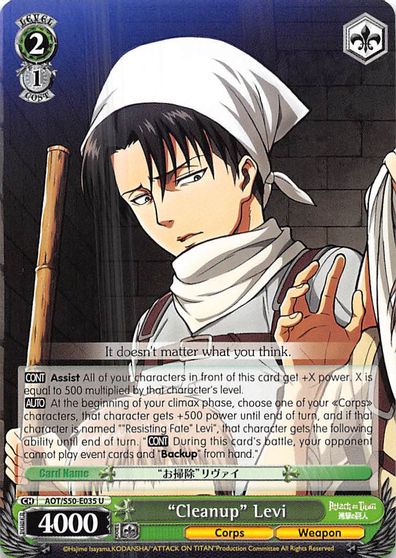 LEVEL
2
1
COST
It doesn't matter what you think.
CONT Assist All of your characters in front of this card get +X power. X is
equal to 500 multiplied by that character's level.
AUTO At the beginning of your climax phase, choose one of your «Corps»
characters, that character gets +500 power until end of turn, and if that
character is named ""Resisting Fate" Levi", that character gets the following
ability until end of turn. "CONT During this card's battle, your opponent
cannot play event cards and "Backup" from hand."
Card Name
"お掃除" リヴァイ
CH AOT/S50-E035 U
POWER
4000
"Cleanup" Levi
Attack on Titan
進撃の巨人
Corps
Weapon
©Hajime Isayama,KODANSHA/"ATTACK ON TITAN"Production Committee All Rights Reserved.